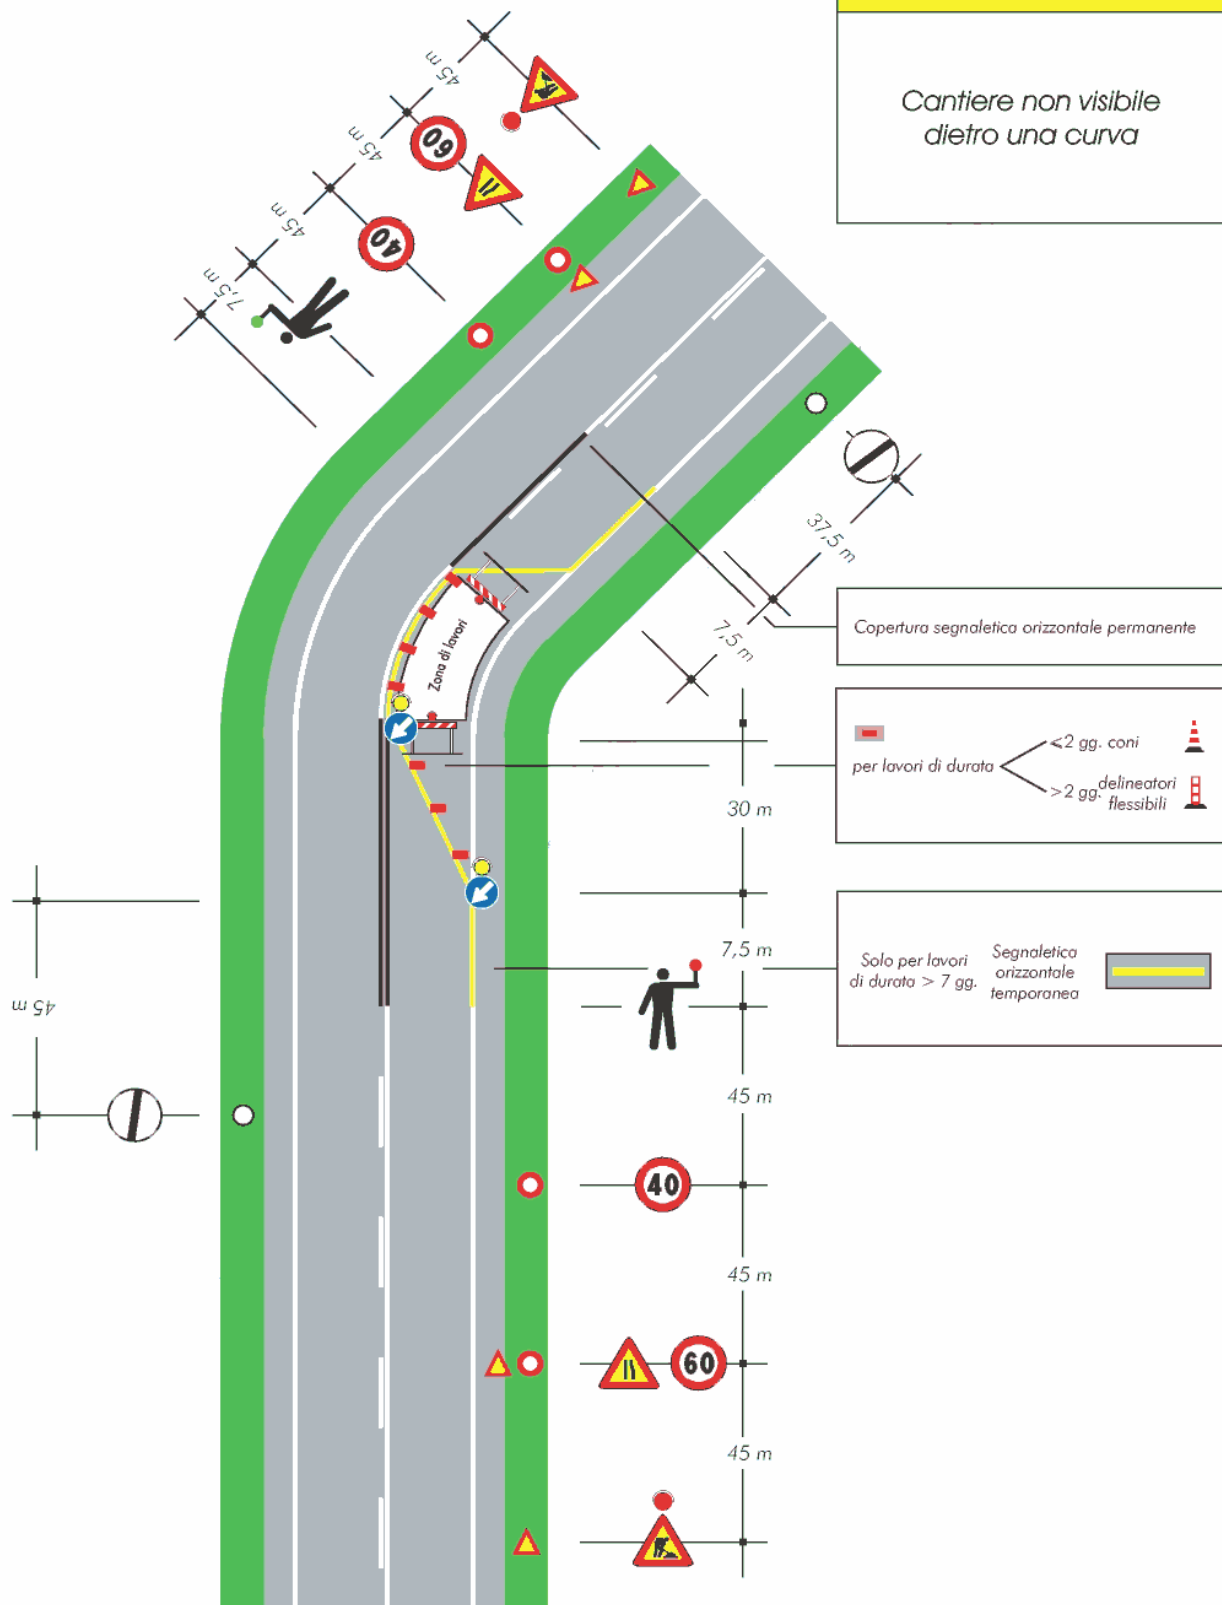 Cantiere non visibile
dietro una curva
45 m
45 m
45 m
7,5 m
60
40
37,5 m
7,5 m
Copertura segnaletica orizzontale permanente
Zona di lavori
per lavori di durata
<2 gg. coni
>2 gg. delineatori
flessibili
30 m
7,5 m
Solo per lavori
di durata > 7 gg.
Segnaletica
orizzontale
temporanea
45 m
45 m
40
45 m
60
45 m